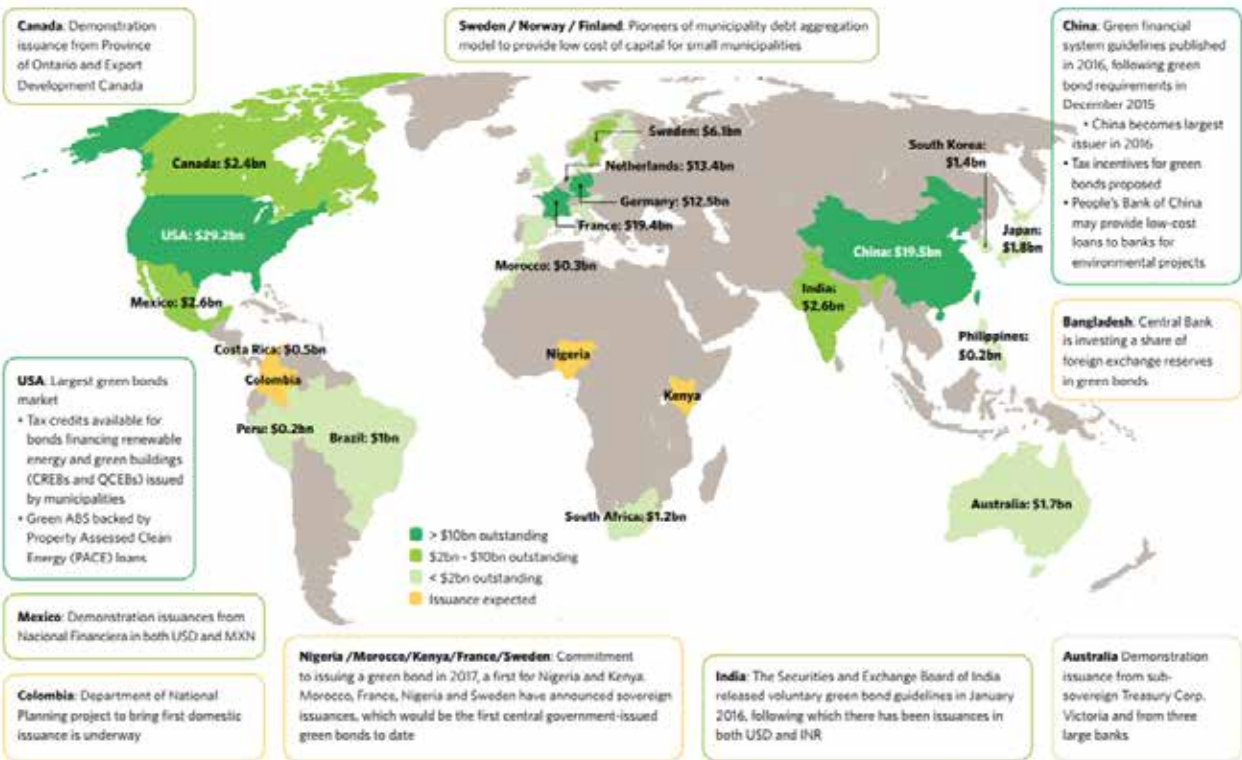 Canada: Demonstration
issuance from Province
of Ontario and Export
Development Canada
Sweden / Norway / Finland: Pioneers of municipality debt aggregation
model to provide low cost of capital for small municipalities
China: Green financial
system guidelines published
in 2016, following green
bond requirements in
December 2015
• China becomes largest
issuer in 2016
• Tax incentives for green
bonds proposed
• People's Bank of China
may provide low-cost
loans to banks for
environmental projects
Sweden: $6.1bn
South Korea:
$1.4bn
Canada: $2.4bn
Netherlands: $13.4bn
Germany: $12.5bn
France: $19.4bn
USA: $29.2bn
Japan:
$1.8bn
China: $19.5bn
Morocco: $0.3bn
India:
$2.6bn
Mexico: $2.6bn
Philippines:
$0.2bn
Bangladesh: Central Bank
is investing a share of
foreign exchange reserves
in green bonds
Costa Rica: $0.5bn
Nigeria
Colombia
Kenya
USA: Largest green bonds
market
• Tax credits available for
bonds financing renewable
energy and green buildings
(CREBs and QCEBs) issued
by municipalities
• Green ABS backed by
Property Assessed Clean
Energy (PACE) loans
Peru: $0.2bn
Brazil: $1bn
Australia: $1.7bn
South Africa: $1.2bn
> $10bn outstanding
$2bn - $10bn outstanding
< $2bn outstanding
Issuance expected
Mexico: Demonstration issuances from
Nacional Financiera in both USD and MXN
Colombia: Department of National
Planning project to bring first domestic
issuance is underway
Nigeria /Morocco/Kenya/France/Sweden: Commitment
to issuing a green bond in 2017, a first for Nigeria and Kenya.
Morocco, France, Nigeria and Sweden have announced sovereign
issuances, which would be the first central government-issued
green bonds to date
India: The Securities and Exchange Board of India
released voluntary green bond guidelines in January
2016, following which there has been issuances in
both USD and INR
Australia Demonstration
issuance from sub-
sovereign Treasury Corp.
Victoria and from three
large banks